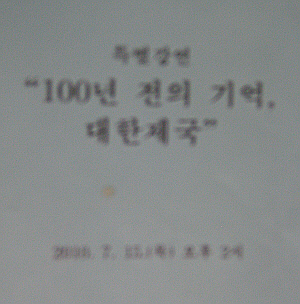 특별강연
“100년 전의 기억,
대한제국”
2010. 7. 15.(목) 오후 2시